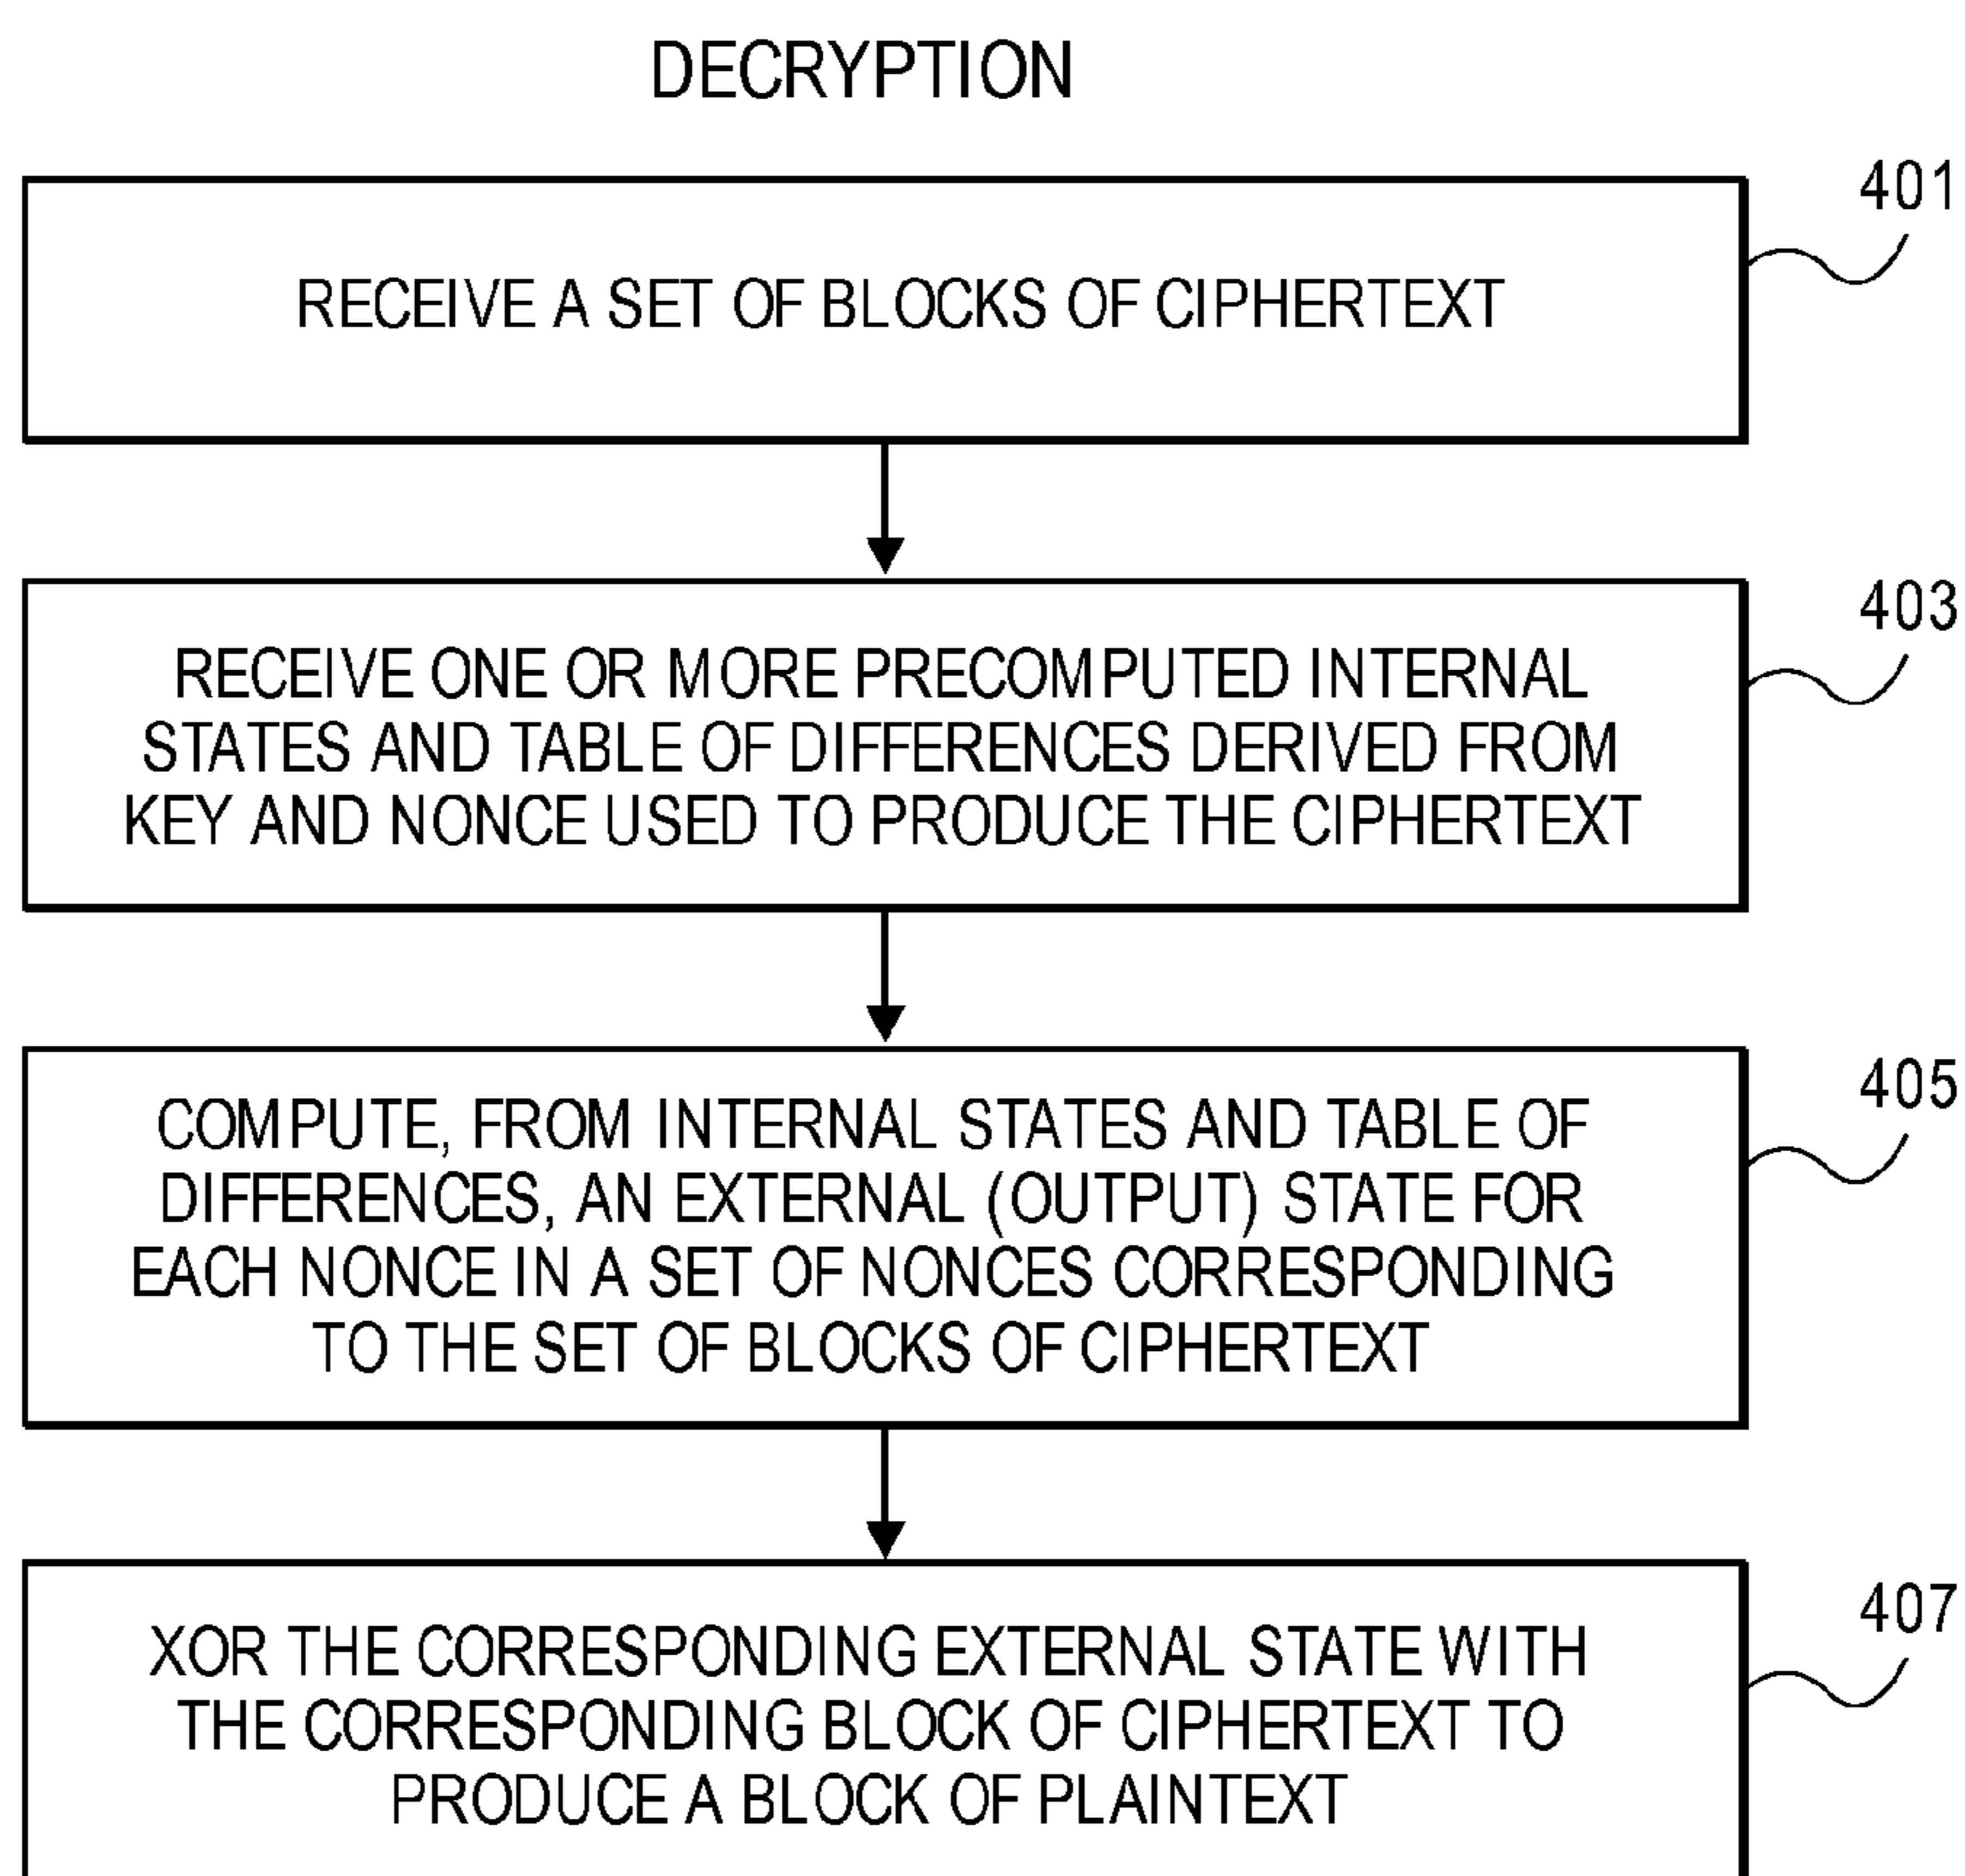 DECRYPTION
401
RECEIVE A SET OF BLOCKS OF CIPHERTEXT
403
RECEIVE ONE OR MORE PRECOMPUTED INTERNAL
STATES AND TABLE OF DIFFERENCES DERIVED FROM
KEY AND NONCE USED TO PRODUCE THE CIPHERTEXT
405
COMPUTE, FROM INTERNAL STATES AND TABLE OF
DIFFERENCES, AN EXTERNAL (OUTPUT) STATE FOR
EACH NONCE IN A SET OF NONCES CORRESPONDING
TO THE SET OF BLOCKS OF CIPHERTEXT
407
XOR THE CORRESPONDING EXTERNAL STATE WITH
THE CORRESPONDING BLOCK OF CIPHERTEXT TO
PRODUCE A BLOCK OF PLAINTEXT